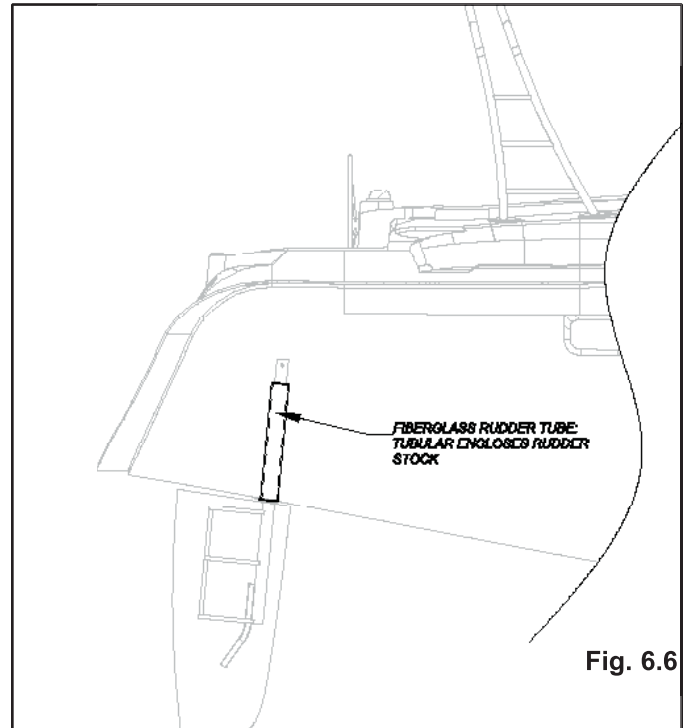 FIBERGLASS RUDDER TUBE:
TUBULAR ENCLOSES RUDDER
STOCK
Fig. 6.6